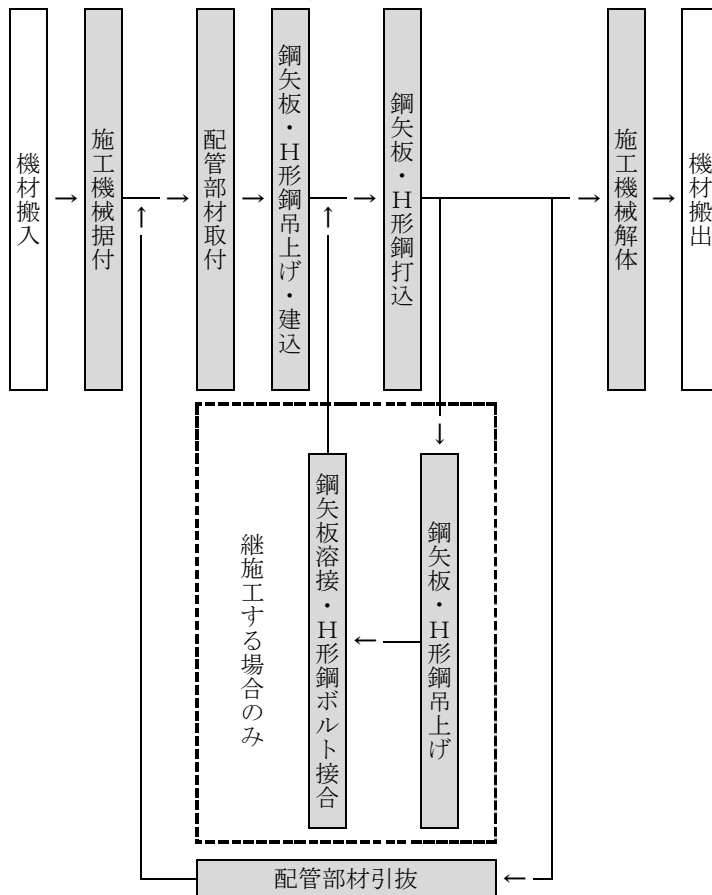 機材搬入
施工機械据付
配管部材取付
鋼矢板・H形鋼吊上げ・建込
鋼矢板・H形鋼打込
施工機械解体
機材搬出
継施工する場合のみ
鋼矢板溶接・H形鋼ボルト接合
鋼矢板・H形鋼吊上げ
配管部材引抜